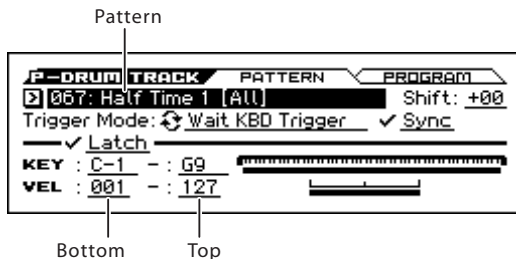 Pattern
P-DRUM TRACK PATTERN PROGRAM
067: Half Time 1 [All] Shift: +00
Trigger Mode: Wait KBD Trigger ✓ Sync
✓ Latch
KEY : C-1 - : G9
VEL : 001 - : 127
Bottom Top